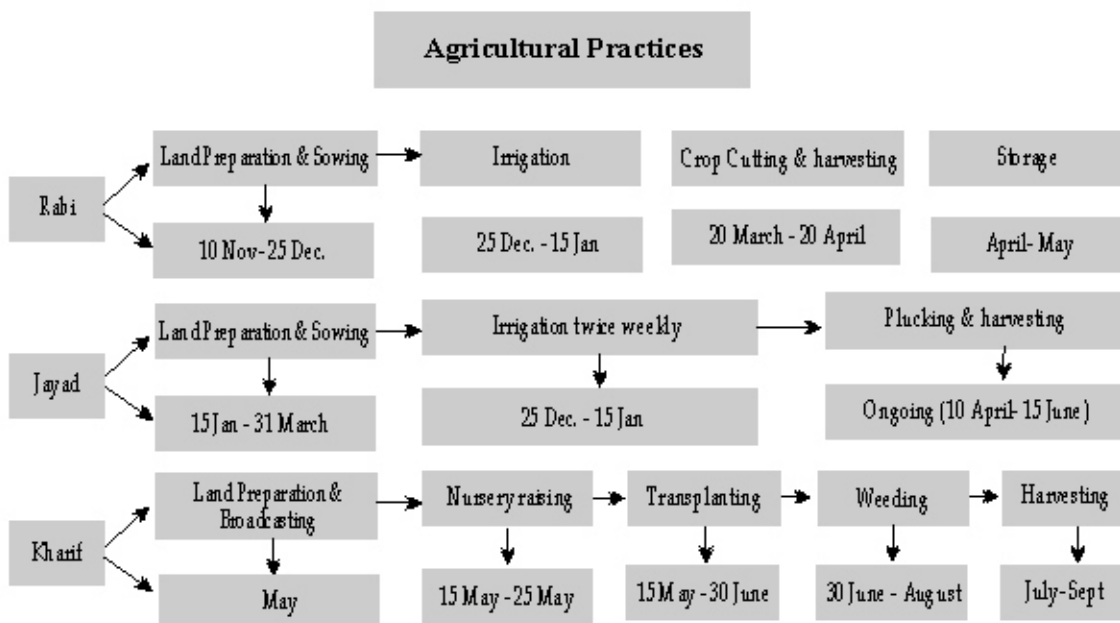 Agricultural Practices
Land Preparation & Sowing
Irrigation
Crop Cutting & harvesting
Storage
Rabi
10 Nov-25 Dec.
25 Dec. - 15 Jan
20 March - 20 April
April- May
Land Preparation & Sowing
Irrigation twice weekly
Plucking & harvesting
Jayad
15 Jan - 31 March
25 Dec. - 15 Jan
Ongoing (10 April- 15 June)
Land Preparation &
Broadcasting
Nursery raising
Transplanting
Weeding
Harvesting
Kharif
May
15 May - 25 May
15 May - 30 June
30 June - August
July-Sept